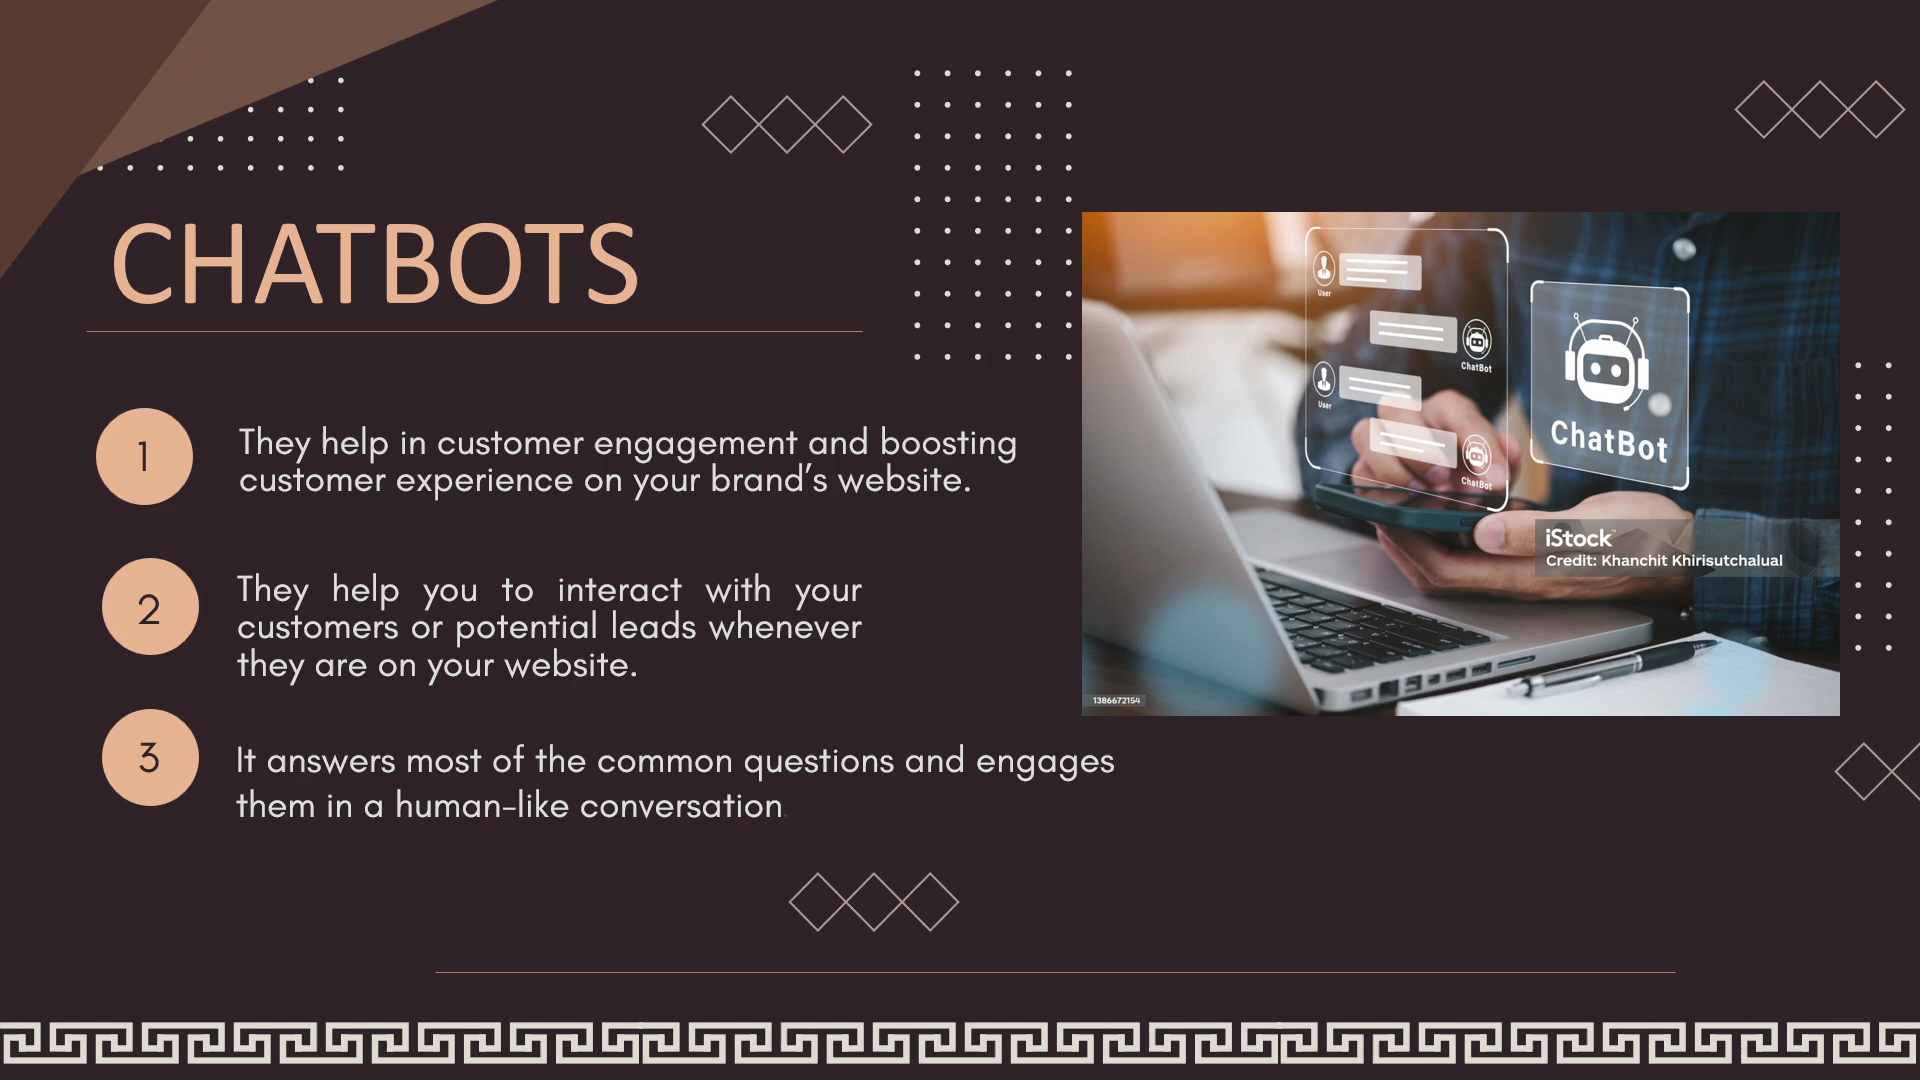 CHATBOTS
1
They help in customer engagement and boosting
customer experience on your brand’s website.
2
They help you to interact with your
customers or potential leads whenever
they are on your website.
3
It answers most of the common questions and engages
them in a human-like conversation.
User
ChatBot
User
ChatBot
ChatBot
iStock™
Credit: Khanchit Khirisutchalual
1386672154